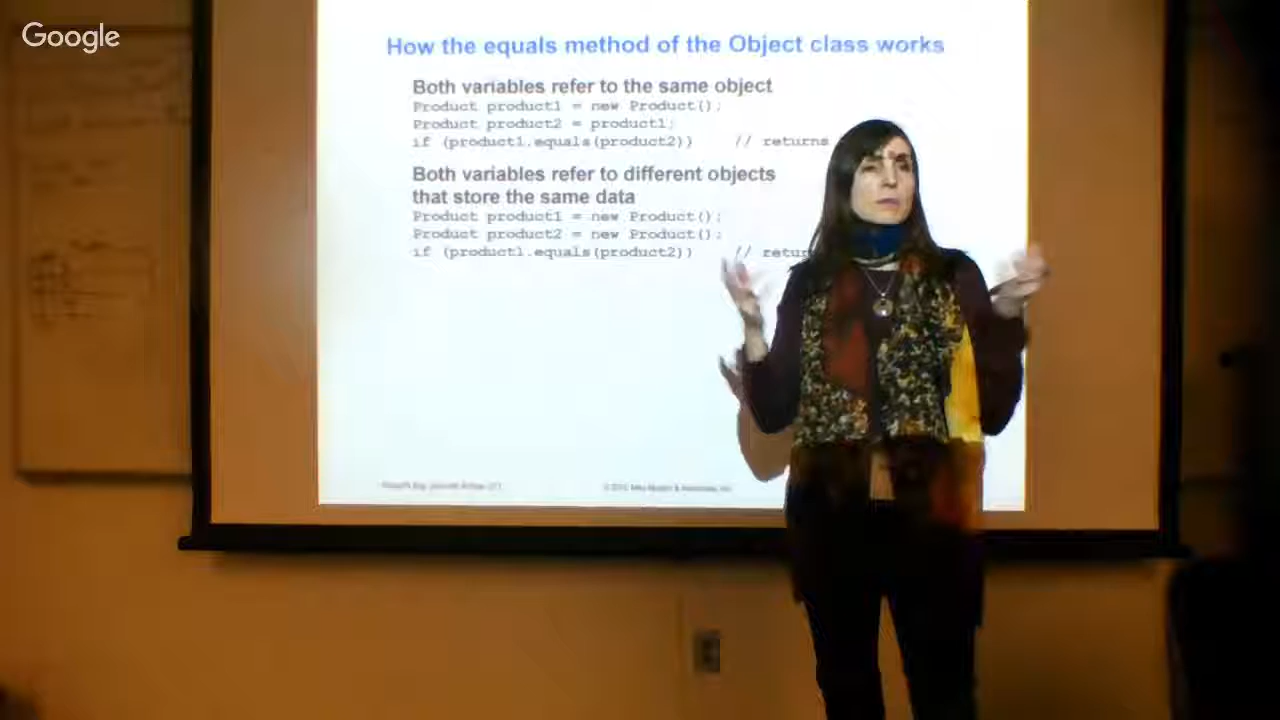 Google
How the equals method of the Object class works
Both variables refer to the same object
Product product1 = new Product();
Product product2 = product1;
if (product1.equals(product2)) // returns
Both variables refer to different objects
that store the same data
Product product1 = new Product();
Product product2 = new Product();
if (product1.equals(product2)) // retur